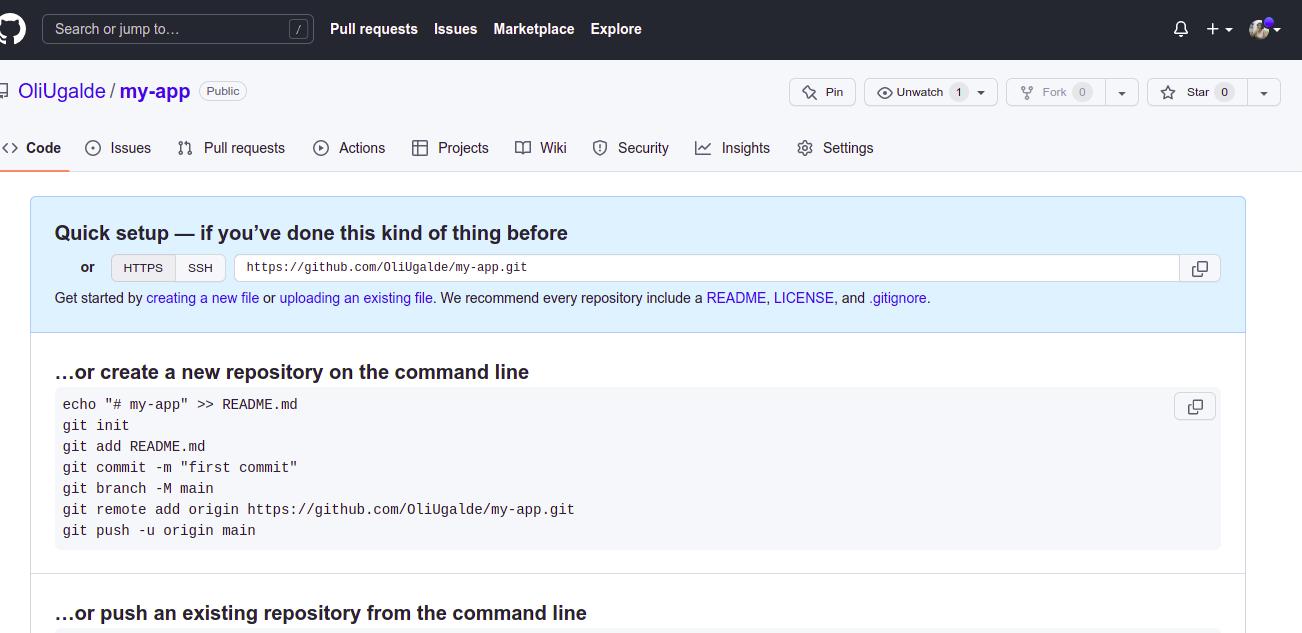 Search or jump to… / Pull requests Issues Marketplace Explore
OliUgalde / my-app Public Pin Unwatch 1 Fork 0 Star 0
Code Issues Pull requests Actions Projects Wiki Security Insights Settings
Quick setup — if you’ve done this kind of thing before
or HTTPS SSH https://github.com/OliUgalde/my-app.git
Get started by creating a new file or uploading an existing file. We recommend every repository include a README, LICENSE, and .gitignore.
…or create a new repository on the command line
echo "# my-app" >> README.md
git init
git add README.md
git commit -m "first commit"
git branch -M main
git remote add origin https://github.com/OliUgalde/my-app.git
git push -u origin main
…or push an existing repository from the command line